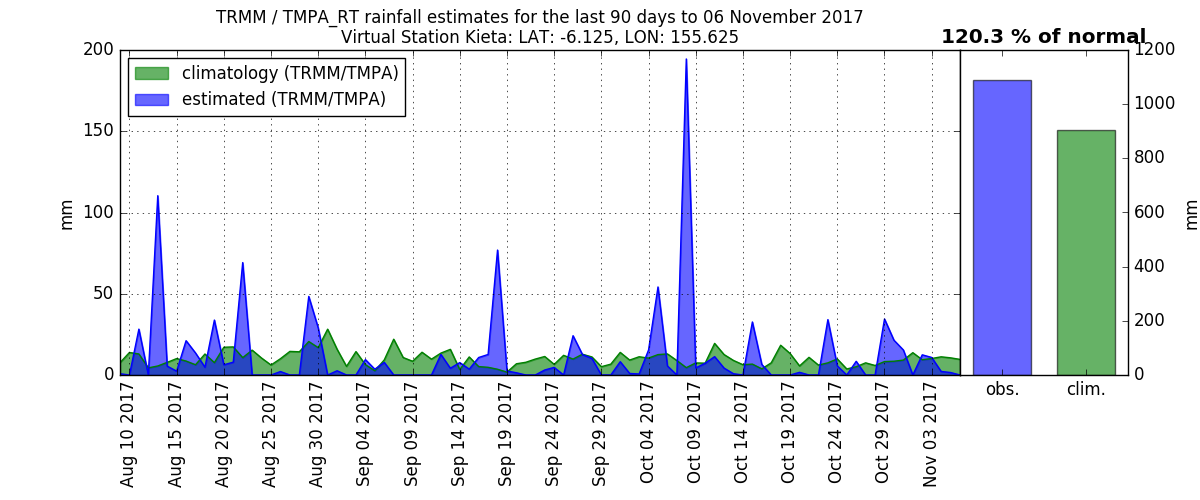 TRMM / TMPA_RT rainfall estimates for the last 90 days to 06 November 2017
Virtual Station Kieta: LAT: -6.125, LON: 155.625
120.3 % of normal
climatology (TRMM/TMPA)
estimated (TRMM/TMPA)
200
150
100
50
0
mm
1200
1000
800
600
400
200
0
mm
Aug 10 2017
Aug 15 2017
Aug 20 2017
Aug 25 2017
Aug 30 2017
Sep 04 2017
Sep 09 2017
Sep 14 2017
Sep 19 2017
Sep 24 2017
Sep 29 2017
Oct 04 2017
Oct 09 2017
Oct 14 2017
Oct 19 2017
Oct 24 2017
Oct 29 2017
Nov 03 2017
obs.
clim.